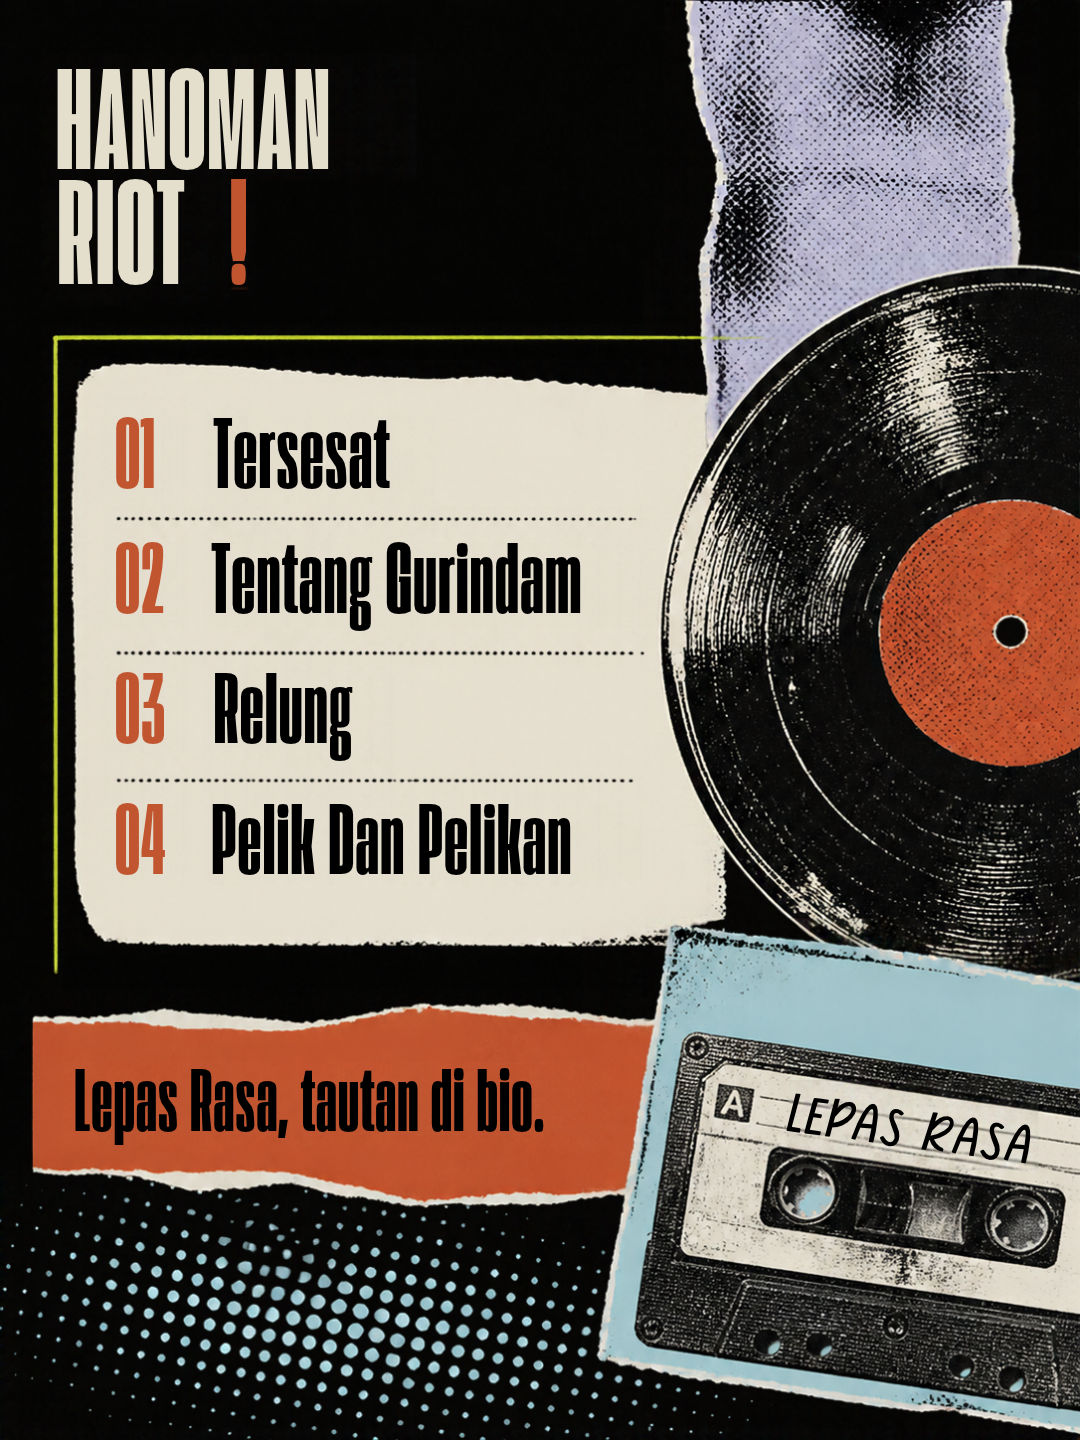 HANOMAN
RIOT !
01 Tersesat
02 Tentang Gurindam
03 Relung
04 Pelik Dan Pelikan
Lepas Rasa, tautan di bio.
A LEPAS RASA